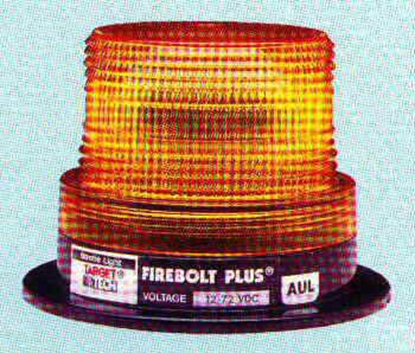 Strobe Light
TARGET®
TECH
FIREBOLT PLUS®
VOLTAGE 12-72 VDC
AUL